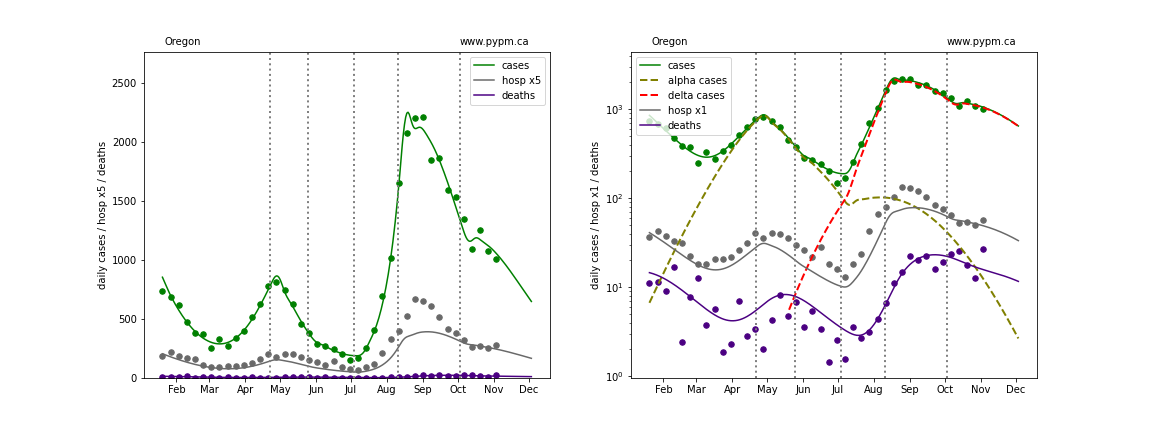 Oregon
www.pypm.ca
cases
hosp x5
deaths
daily cases / hosp x5 / deaths
2500
2000
1500
1000
500
0
Feb Mar Apr May Jun Jul Aug Sep Oct Nov Dec
Oregon
www.pypm.ca
cases
alpha cases
delta cases
hosp x1
deaths
daily cases / hosp x1 / deaths
10³
10²
10¹
10⁰
Feb Mar Apr May Jun Jul Aug Sep Oct Nov Dec